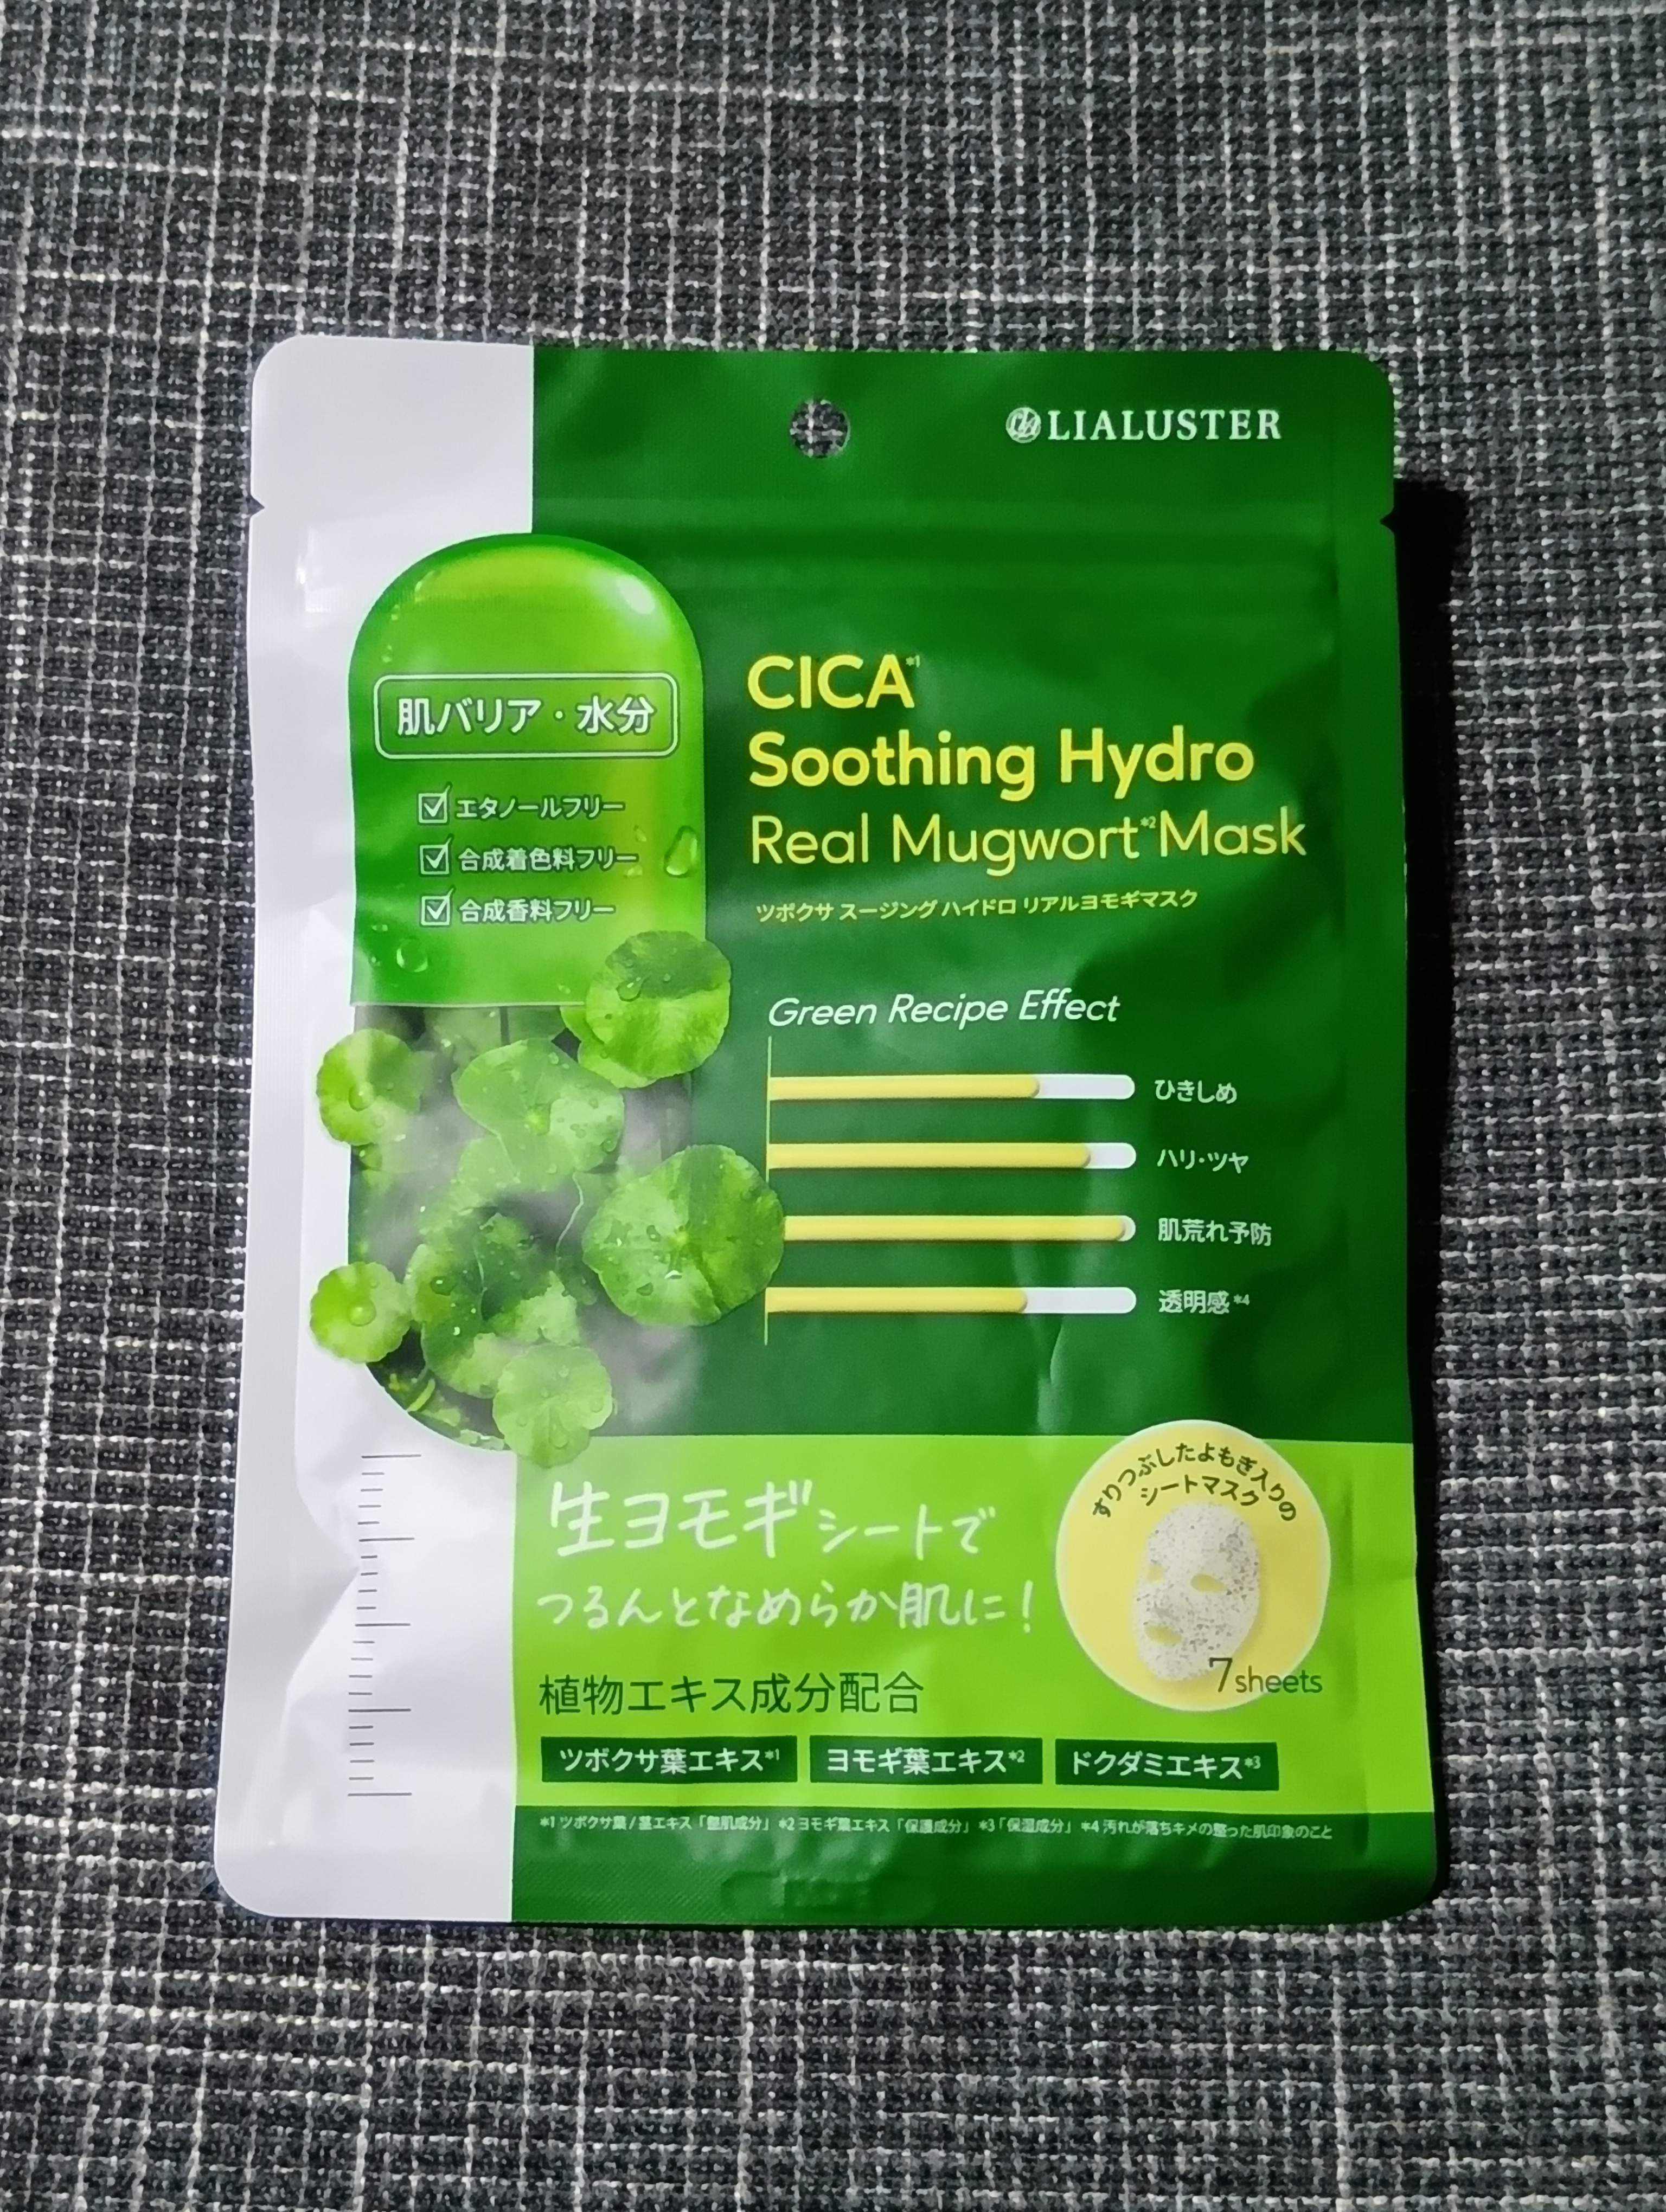 LIALUSTER
肌バリア・水分
エタノールフリー
合成着色料フリー
合成香料フリー
CICA*1
Soothing Hydro
Real Mugwort*2 Mask
ツボクサ スージング ハイドロ リアルヨモギマスク
Green Recipe Effect
ひきしめ
ハリ・ツヤ
肌荒れ予防
透明感*4
生ヨモギシートで
つるんとなめらか肌に!
すりつぶしたよもぎ入りの
シートマスク
7sheets
植物エキス成分配合
ツボクサ葉エキス*1 ヨモギ葉エキス*2 ドクダミエキス*3
*1 ツボクサ葉/茎エキス「整肌成分」 *2 ヨモギ葉エキス「保護成分」 *3「保湿成分」 *4 汚れが落ちキメの整った肌印象のこと